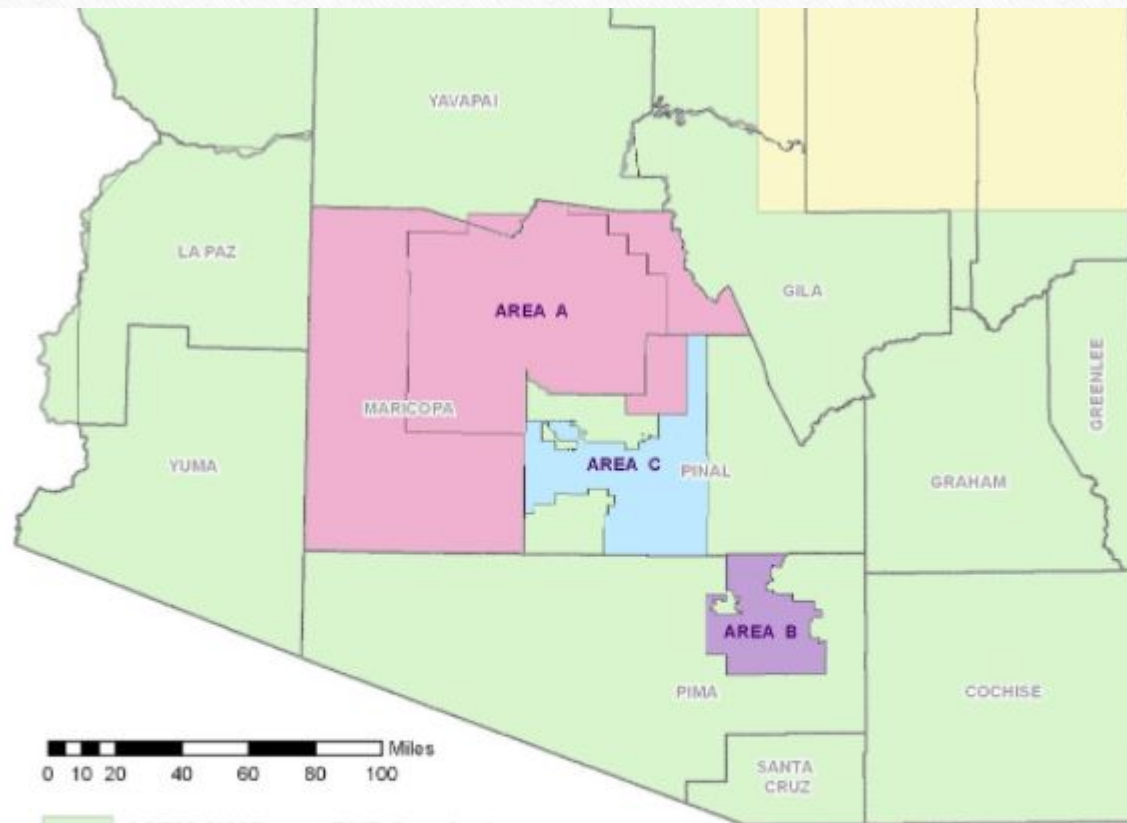 YAVAPAI
LA PAZ
GILA
AREA A
GREENLEE
MARICOPA
YUMA
AREA C
PINAL
GRAHAM
AREA B
PIMA
COCHISE
Miles
0 10 20 40 60 80 100
SANTA
CRUZ